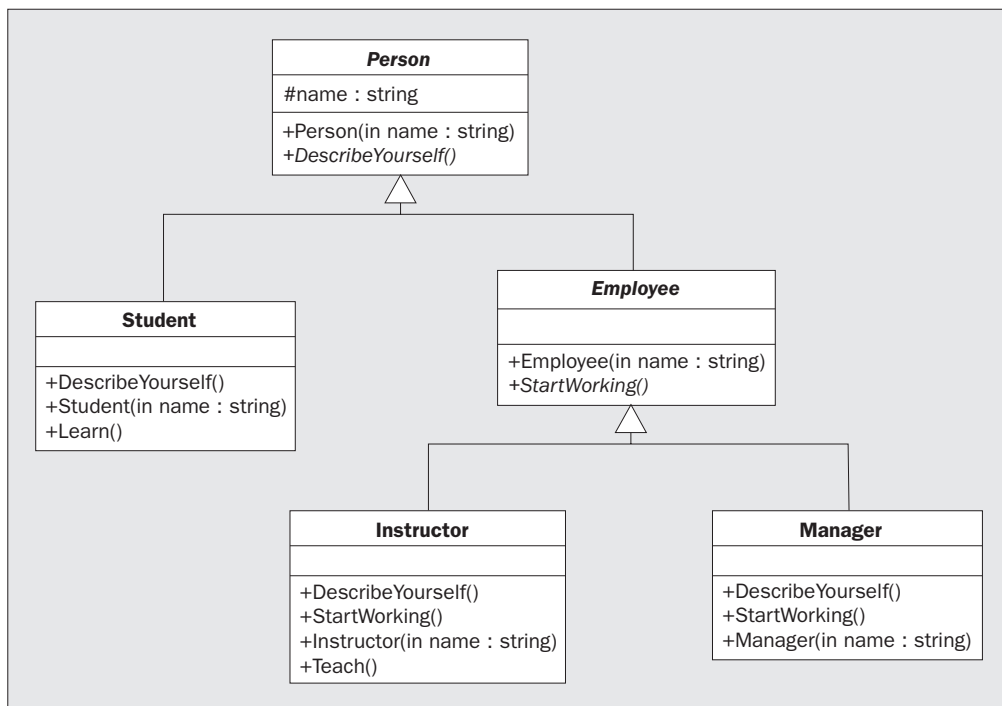 Person
#name : string
+Person(in name : string)
+DescribeYourself()
Student
+DescribeYourself()
+Student(in name : string)
+Learn()
Employee
+Employee(in name : string)
+StartWorking()
Instructor
+DescribeYourself()
+StartWorking()
+Instructor(in name : string)
+Teach()
Manager
+DescribeYourself()
+StartWorking()
+Manager(in name : string)